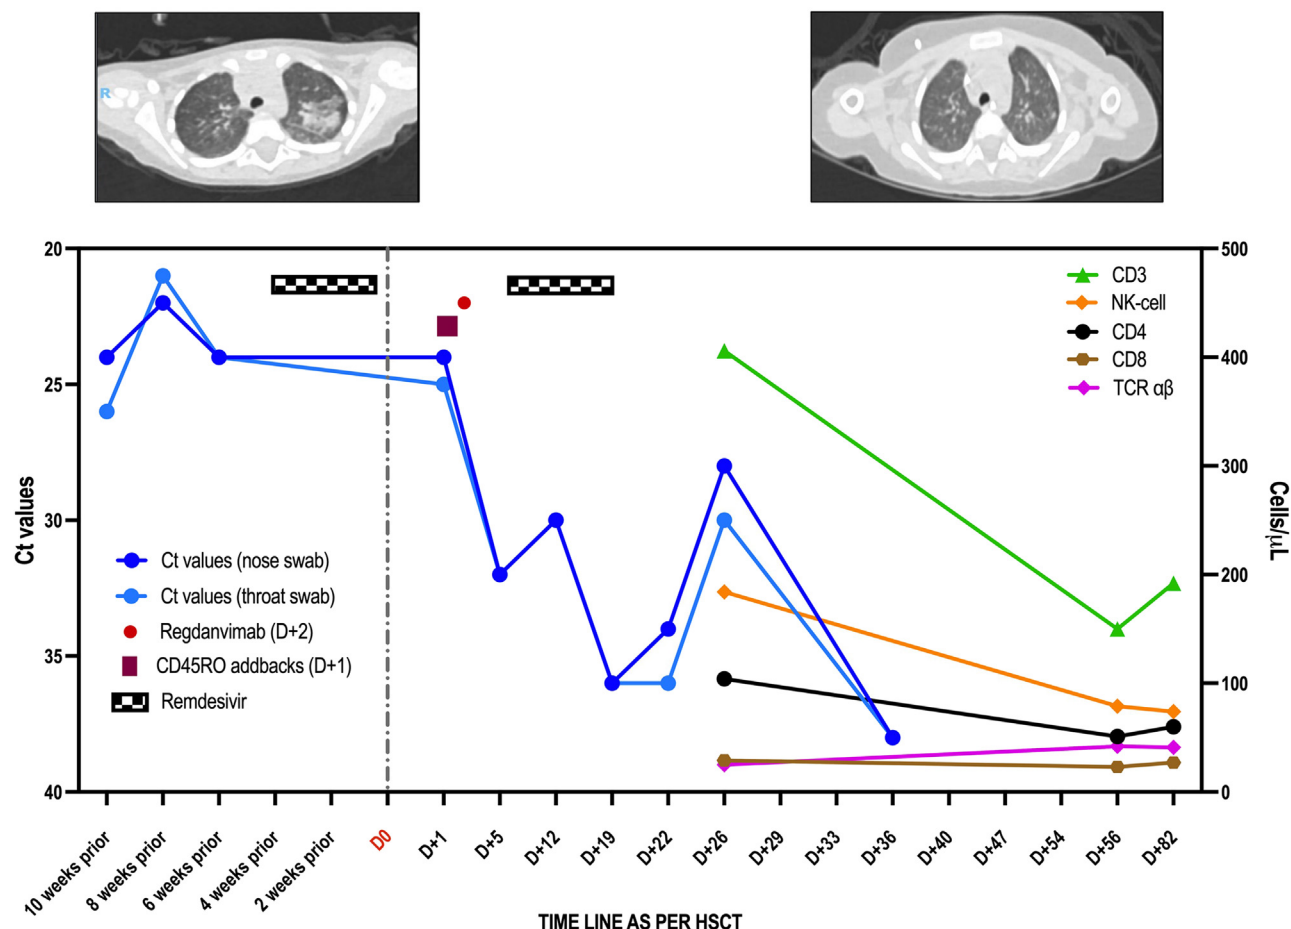 R
20
25
30
35
40
Ct values
500
400
300
200
100
0
Cells/μL
CD3
NK-cell
CD4
CD8
TCR αβ
Ct values (nose swab)
Ct values (throat swab)
Regdanvimab (D+2)
CD45RO addbacks (D+1)
Remdesivir
10 weeks prior
8 weeks prior
6 weeks prior
4 weeks prior
2 weeks prior
D0
D+1
D+5
D+12
D+19
D+22
D+26
D+29
D+33
D+36
D+40
D+47
D+54
D+56
D+82
TIME LINE AS PER HSCT